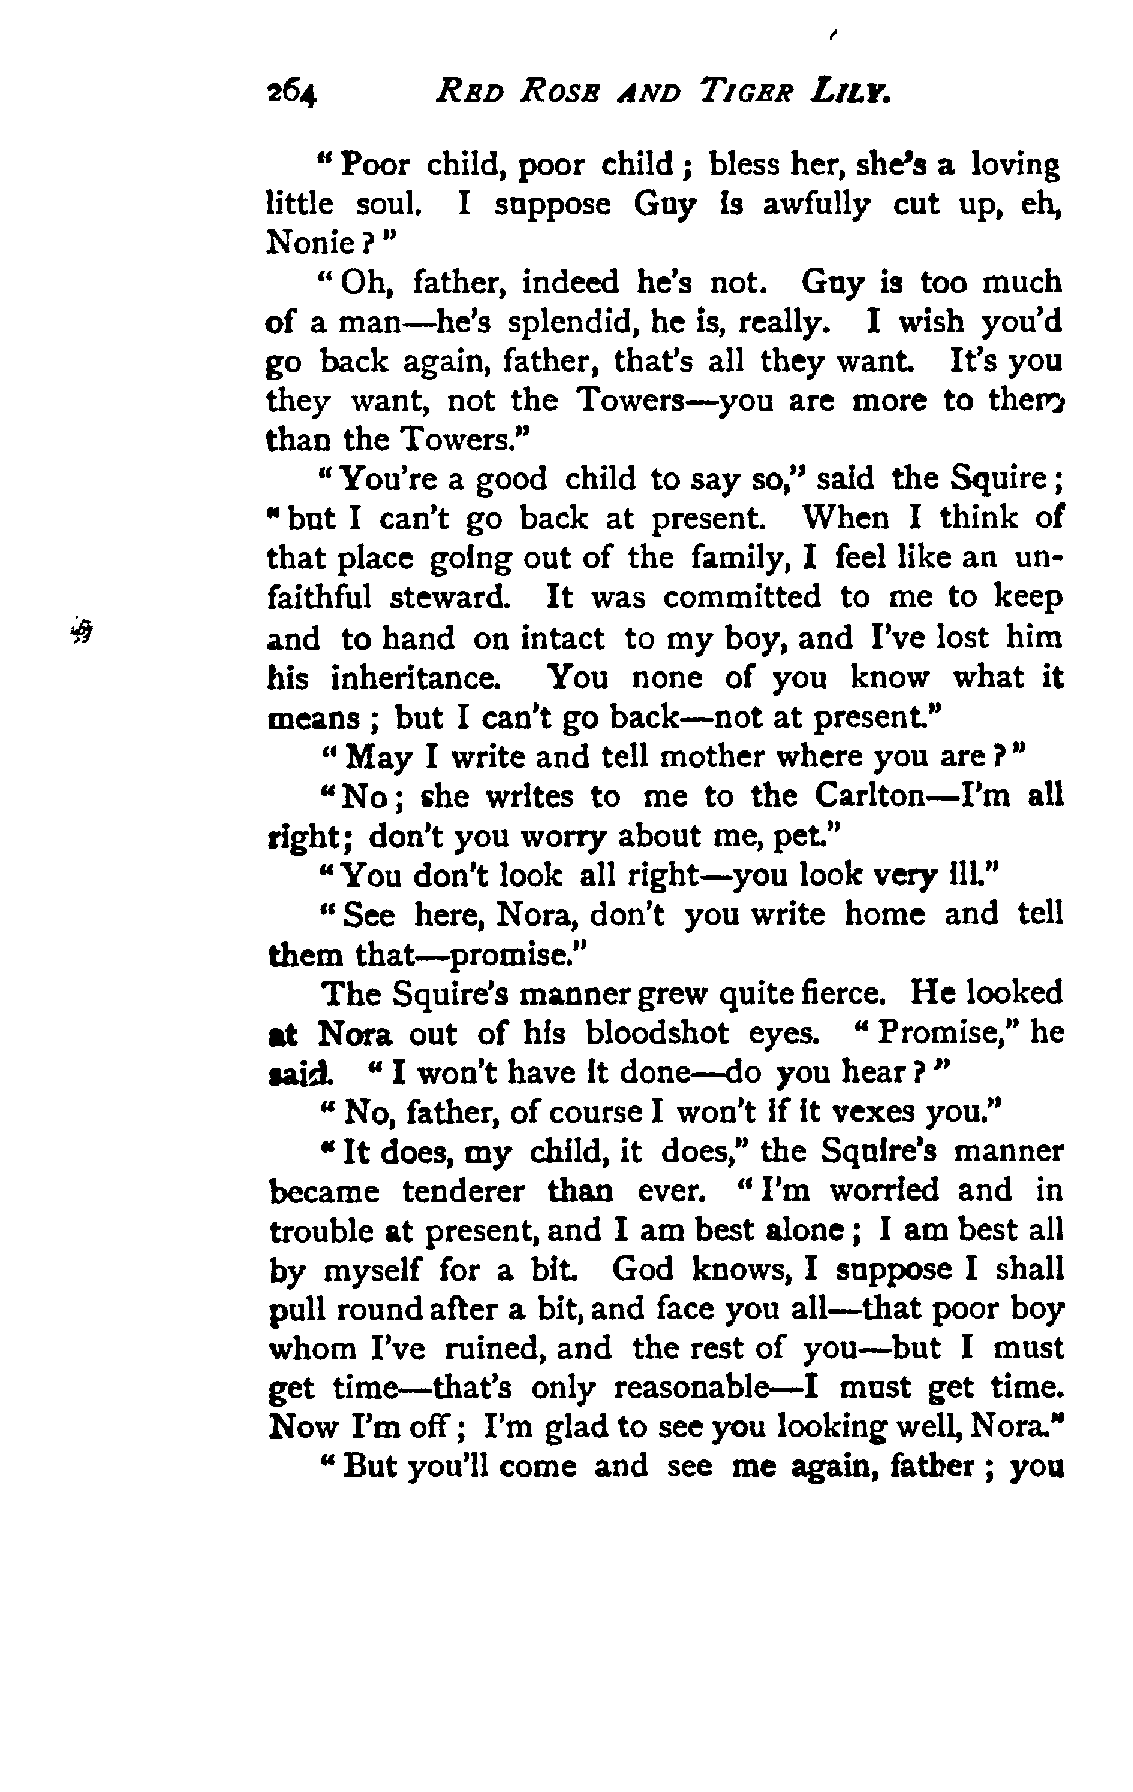 264 RED ROSE AND TIGER LILY.
"Poor child, poor child; bless her, she's a loving
little soul. I suppose Guy is awfully cut up, eh,
Nonie?"
"Oh, father, indeed he's not. Guy is too much
of a man—he's splendid, he is, really. I wish you'd
go back again, father, that's all they want. It's you
they want, not the Towers—you are more to them
than the Towers."
"You're a good child to say so," said the Squire;
"but I can't go back at present. When I think of
that place going out of the family, I feel like an un-
faithful steward. It was committed to me to keep
and to hand on intact to my boy, and I've lost him
his inheritance. You none of you know what it
means; but I can't go back—not at present."
"May I write and tell mother where you are?"
"No; she writes to me to the Carlton—I'm all
right; don't you worry about me, pet."
"You don't look all right—you look very ill."
"See here, Nora, don't you write home and tell
them that—promise."
The Squire's manner grew quite fierce. He looked
at Nora out of his bloodshot eyes. "Promise," he
said. "I won't have it done—do you hear?"
"No, father, of course I won't if it vexes you."
"It does, my child, it does," the Squire's manner
became tenderer than ever. "I'm worried and in
trouble at present, and I am best alone; I am best all
by myself for a bit. God knows, I suppose I shall
pull round after a bit, and face you all—that poor boy
whom I've ruined, and the rest of you—but I must
get time—that's only reasonable—I must get time.
Now I'm off; I'm glad to see you looking well, Nora."
"But you'll come and see me again, father; you